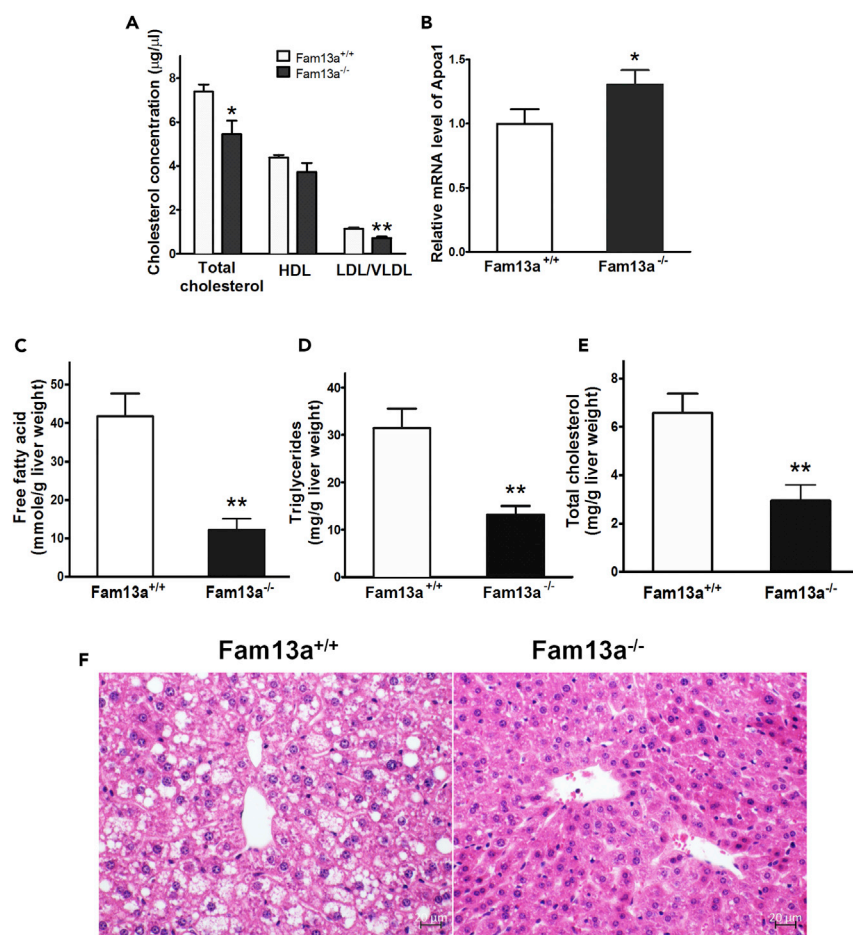 A
Cholesterol concentration (µg/µl)
8
6
4
2
0
Fam13a+/+
Fam13a-/-
*
**
Total
cholesterol
HDL
LDL/VLDL
B
Relative mRNA level of Apoa1
1.5
1.0
0.5
0.0
*
Fam13a+/+
Fam13a-/-
C
Free fatty acid
(mmole/g liver weight)
50
40
30
20
10
0
**
Fam13a+/+
Fam13a-/-
D
Triglycerides
(mg/g liver weight)
40
30
20
10
0
**
Fam13a+/+
Fam13a-/-
E
Total cholesterol
(mg/g liver weight)
8
6
4
2
0
**
Fam13a+/+
Fam13a-/-
F
Fam13a+/+
Fam13a-/-
20 µm
20 µm